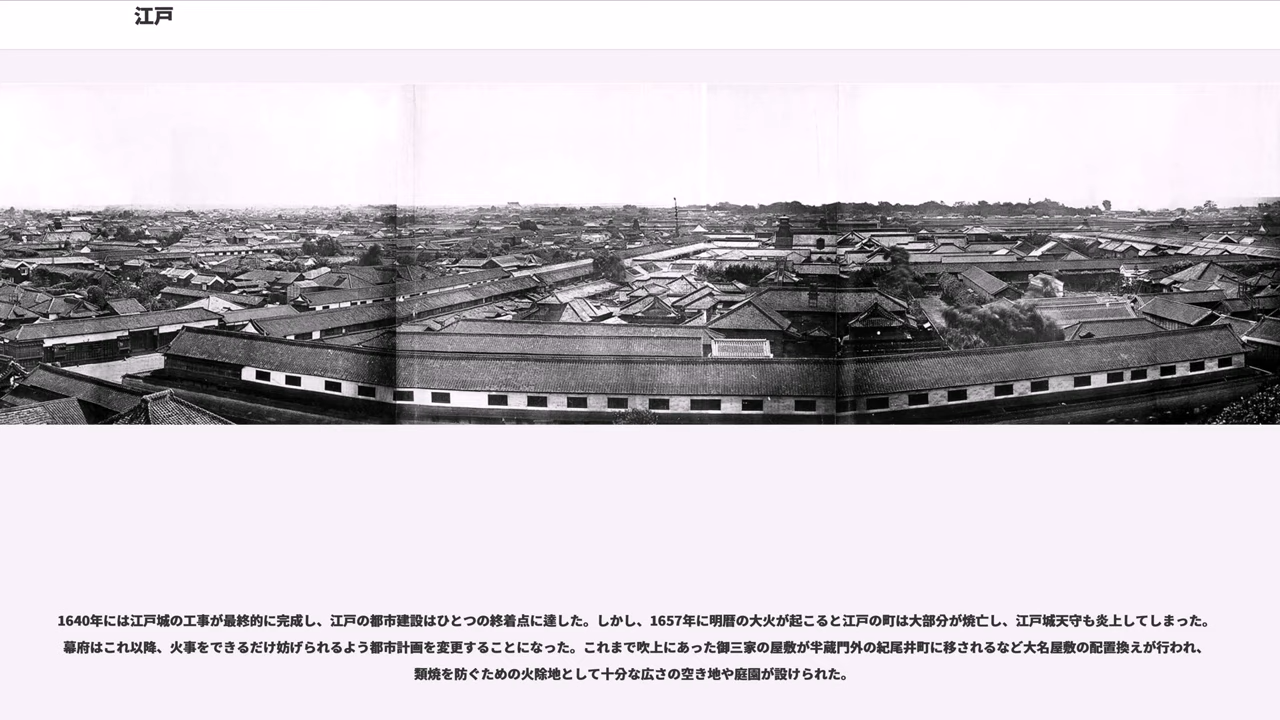 江戸
1640年には江戸城の工事が最終的に完成し、江戸の都市建設はひとつの終着点に達した。しかし、1657年に明暦の大火が起こると江戸の町は大部分が焼亡し、江戸城天守も炎上してしまった。
幕府はこれ以降、火事をできるだけ妨げられるよう都市計画を変更することになった。これまで吹上にあった御三家の屋敷が半蔵門外の紀尾井町に移されるなど大名屋敷の配置換えが行われ、
類焼を防ぐための火除地として十分な広さの空き地や庭園が設けられた。